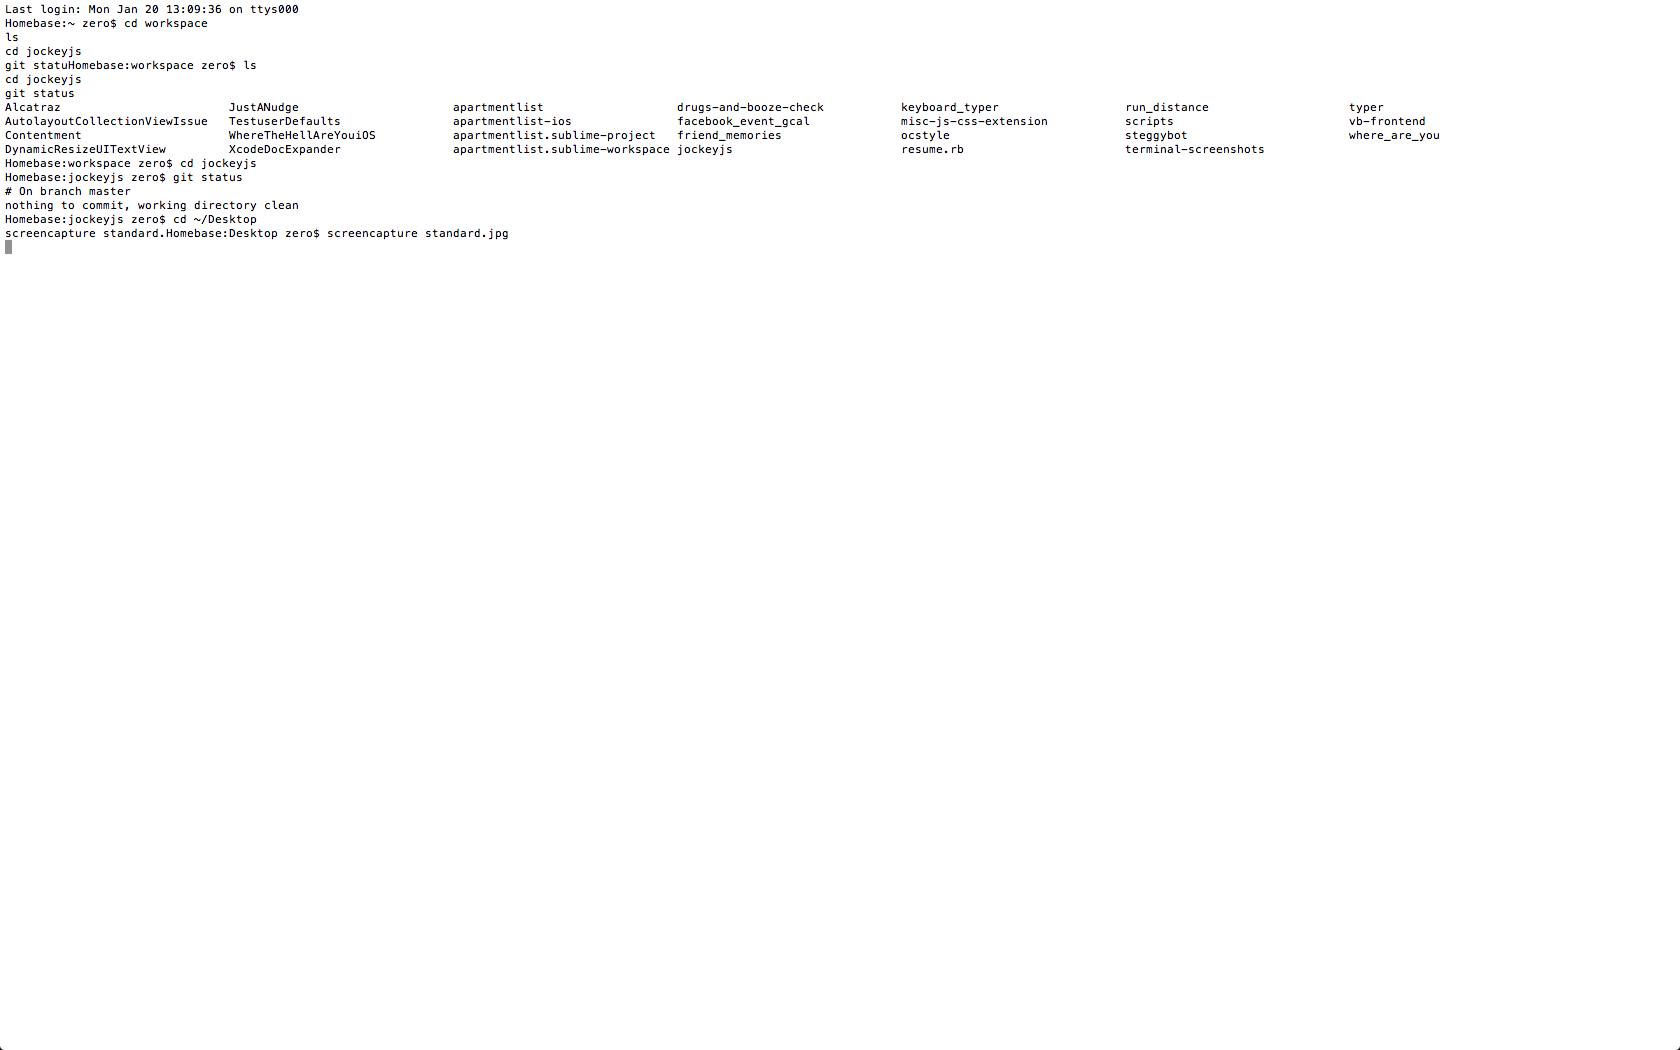 Last login: Mon Jan 20 13:09:36 on ttys000
Homebase:~ zero$ cd workspace
ls
cd jockeyjs
git statuHomebase:workspace zero$ ls
cd jockeyjs
git status
Alcatraz                        JustANudge                      apartmentlist                   drugs-and-booze-check           keyboard_typer                  run_distance                    typer
AutolayoutCollectionViewIssue   TestuserDefaults                apartmentlist-ios               facebook_event_gcal             misc-js-css-extension           scripts                         vb-frontend
Contentment                     WhereTheHellAreYouiOS           apartmentlist.sublime-project   friend_memories                 ocstyle                         steggybot                       where_are_you
DynamicResizeUITextView         XcodeDocExpander                apartmentlist.sublime-workspace jockeyjs                        resume.rb                       terminal-screenshots
Homebase:workspace zero$ cd jockeyjs
Homebase:jockeyjs zero$ git status
# On branch master
nothing to commit, working directory clean
Homebase:jockeyjs zero$ cd ~/Desktop
screencapture standard.Homebase:Desktop zero$ screencapture standard.jpg